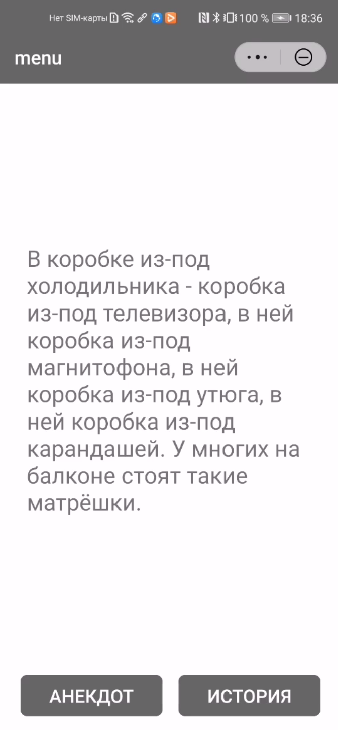 Нет SIM-карты 100 % 18:36
menu
В коробке из-под
холодильника - коробка
из-под телевизора, в ней
коробка из-под
магнитофона, в ней
коробка из-под утюга, в
ней коробка из-под
карандашей. У многих на
балконе стоят такие
матрёшки.
АНЕКДОТ ИСТОРИЯ